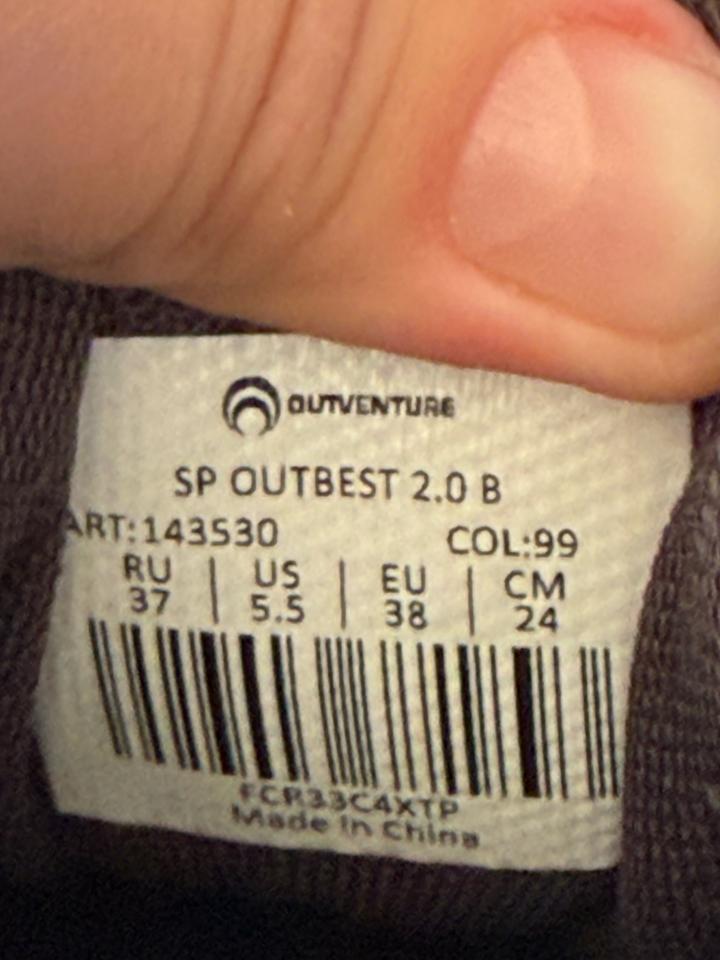 OUTVENTURE
SP OUTBEST 2.0 B
ART:143530 COL:99
RU | US | EU | CM
37 | 5.5 | 38 | 24
FCR33C4XTP
Made in China